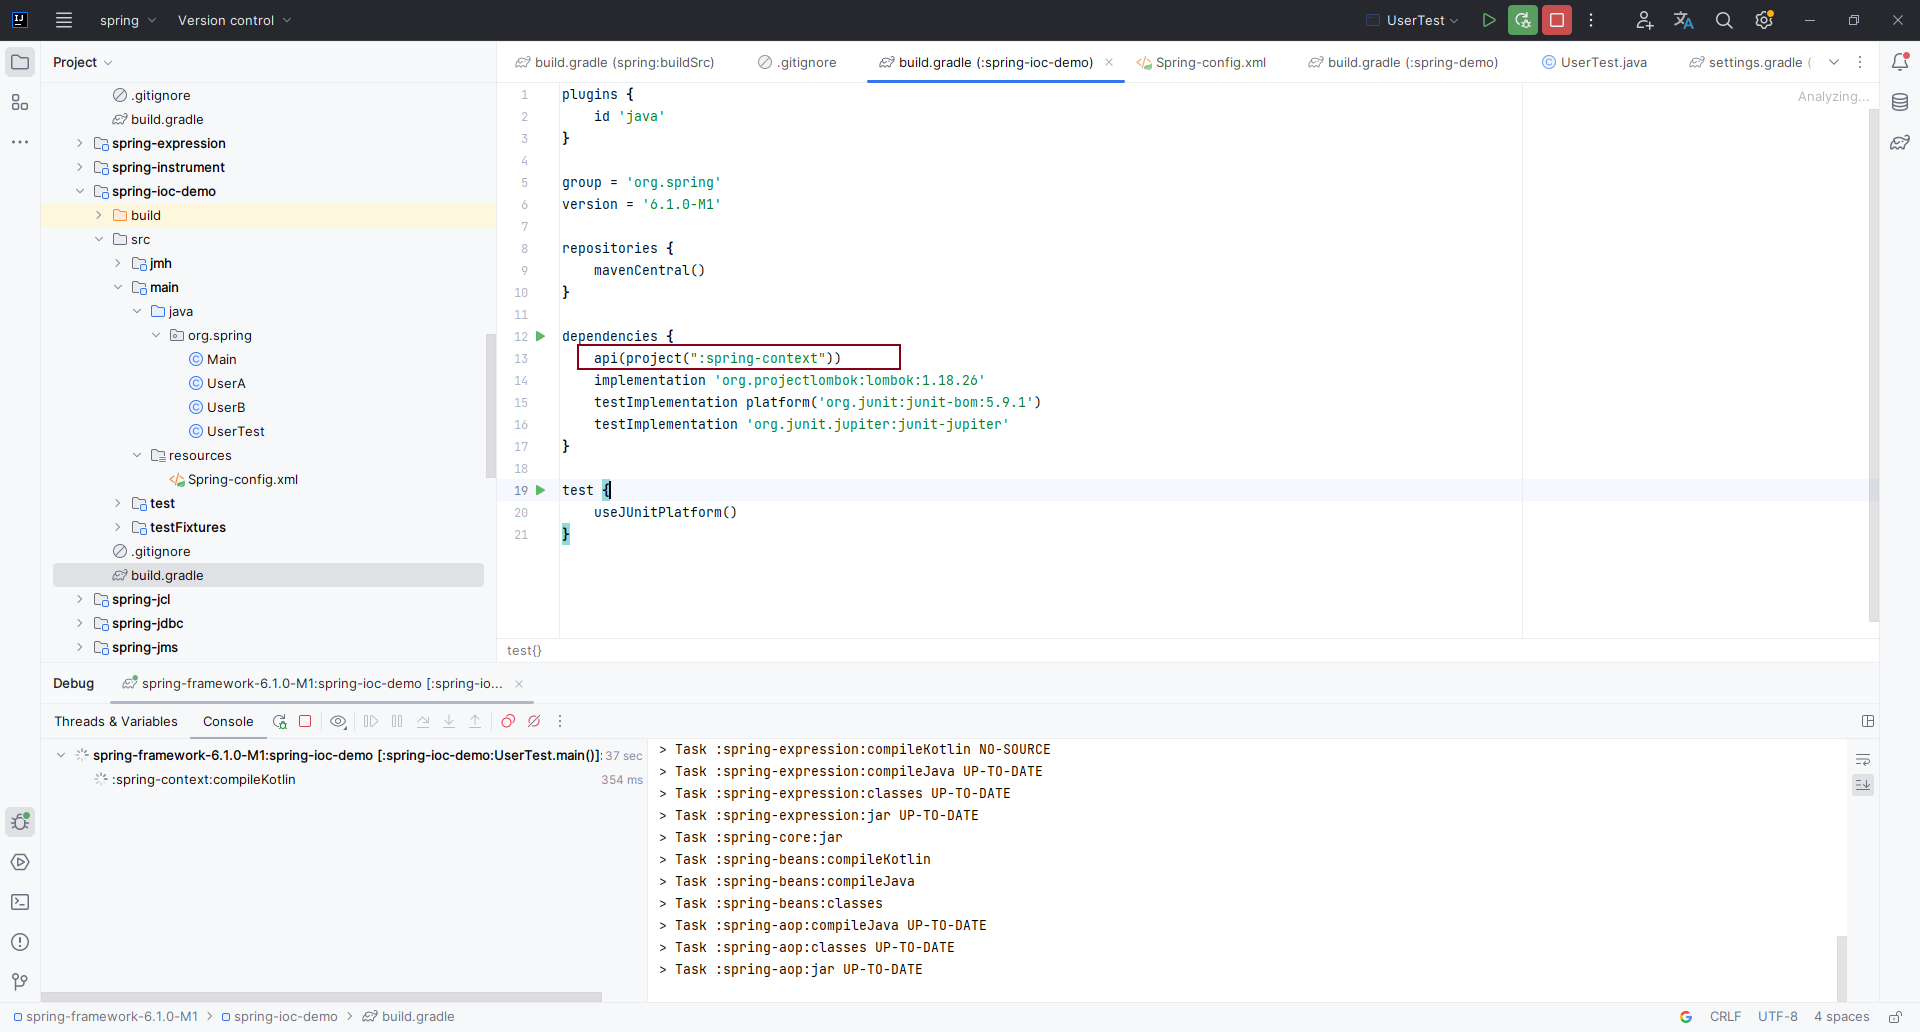 spring
Version control
UserTest
Project
build.gradle (spring:buildSrc)
.gitignore
build.gradle (:spring-ioc-demo)
Spring-config.xml
build.gradle (:spring-demo)
UserTest.java
settings.gradle (
.gitignore
build.gradle
spring-expression
spring-instrument
spring-ioc-demo
build
src
jmh
main
java
org.spring
Main
UserA
UserB
UserTest
resources
Spring-config.xml
test
testFixtures
.gitignore
build.gradle
spring-jcl
spring-jdbc
spring-jms
Analyzing...
1 plugins {
2 id 'java'
3 }
4
5 group = 'org.spring'
6 version = '6.1.0-M1'
7
8 repositories {
9 mavenCentral()
10 }
11
12 dependencies {
13 api(project(":spring-context"))
14 implementation 'org.projectlombok:lombok:1.18.26'
15 testImplementation platform('org.junit:junit-bom:5.9.1')
16 testImplementation 'org.junit.jupiter:junit-jupiter'
17 }
18
19 test {
20 useJUnitPlatform()
21 }
test{}
Debug
spring-framework-6.1.0-M1:spring-ioc-demo [:spring-io...
Threads & Variables
Console
spring-framework-6.1.0-M1:spring-ioc-demo [:spring-ioc-demo:UserTest.main()]: 37 sec
:spring-context:compileKotlin 354 ms
> Task :spring-expression:compileKotlin NO-SOURCE
> Task :spring-expression:compileJava UP-TO-DATE
> Task :spring-expression:classes UP-TO-DATE
> Task :spring-expression:jar UP-TO-DATE
> Task :spring-core:jar
> Task :spring-beans:compileKotlin
> Task :spring-beans:compileJava
> Task :spring-beans:classes
> Task :spring-aop:compileJava UP-TO-DATE
> Task :spring-aop:classes UP-TO-DATE
> Task :spring-aop:jar UP-TO-DATE
spring-framework-6.1.0-M1 > spring-ioc-demo > build.gradle
CRLF
UTF-8
4 spaces